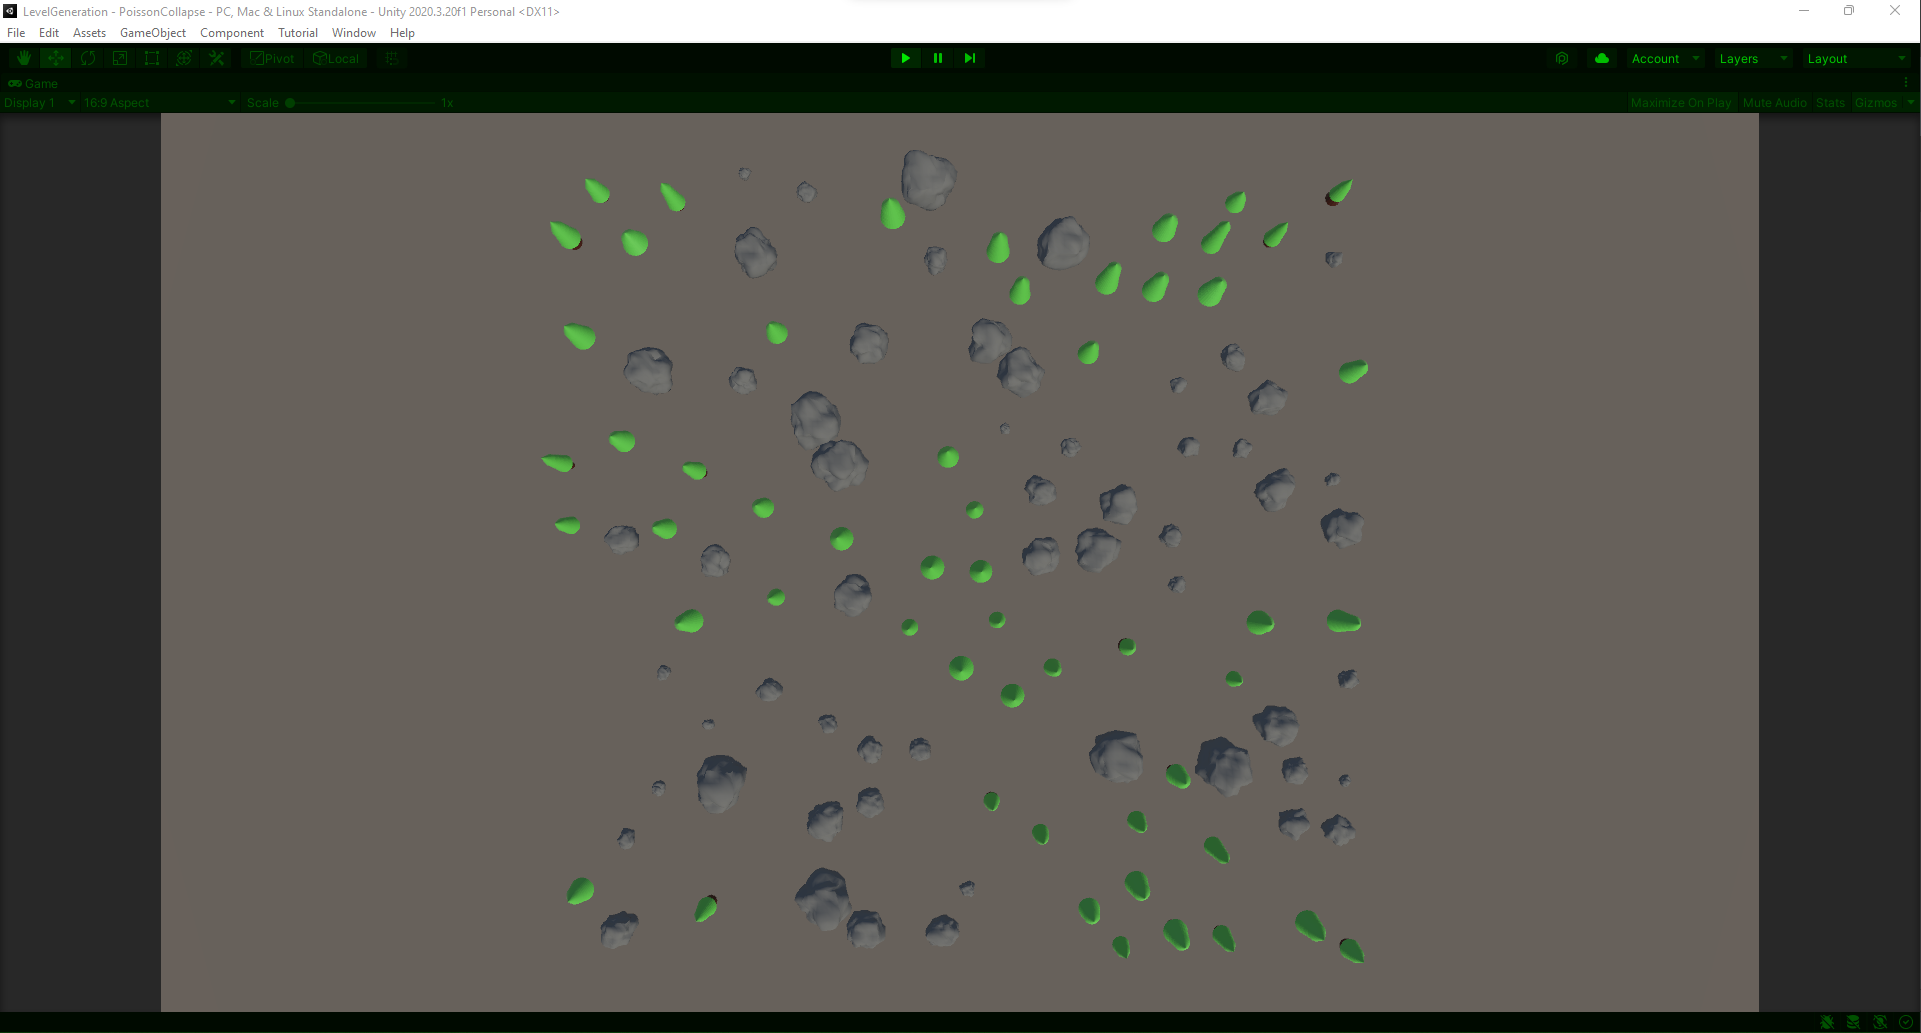 LevelGeneration - PoissonCollapse - PC, Mac & Linux Standalone - Unity 2020.3.20f1 Personal <DX11>
File Edit Assets GameObject Component Tutorial Window Help
Pivot Local Account Layers Layout
Game
Display 1 16:9 Aspect Scale 1x Maximize On Play Mute Audio Stats Gizmos